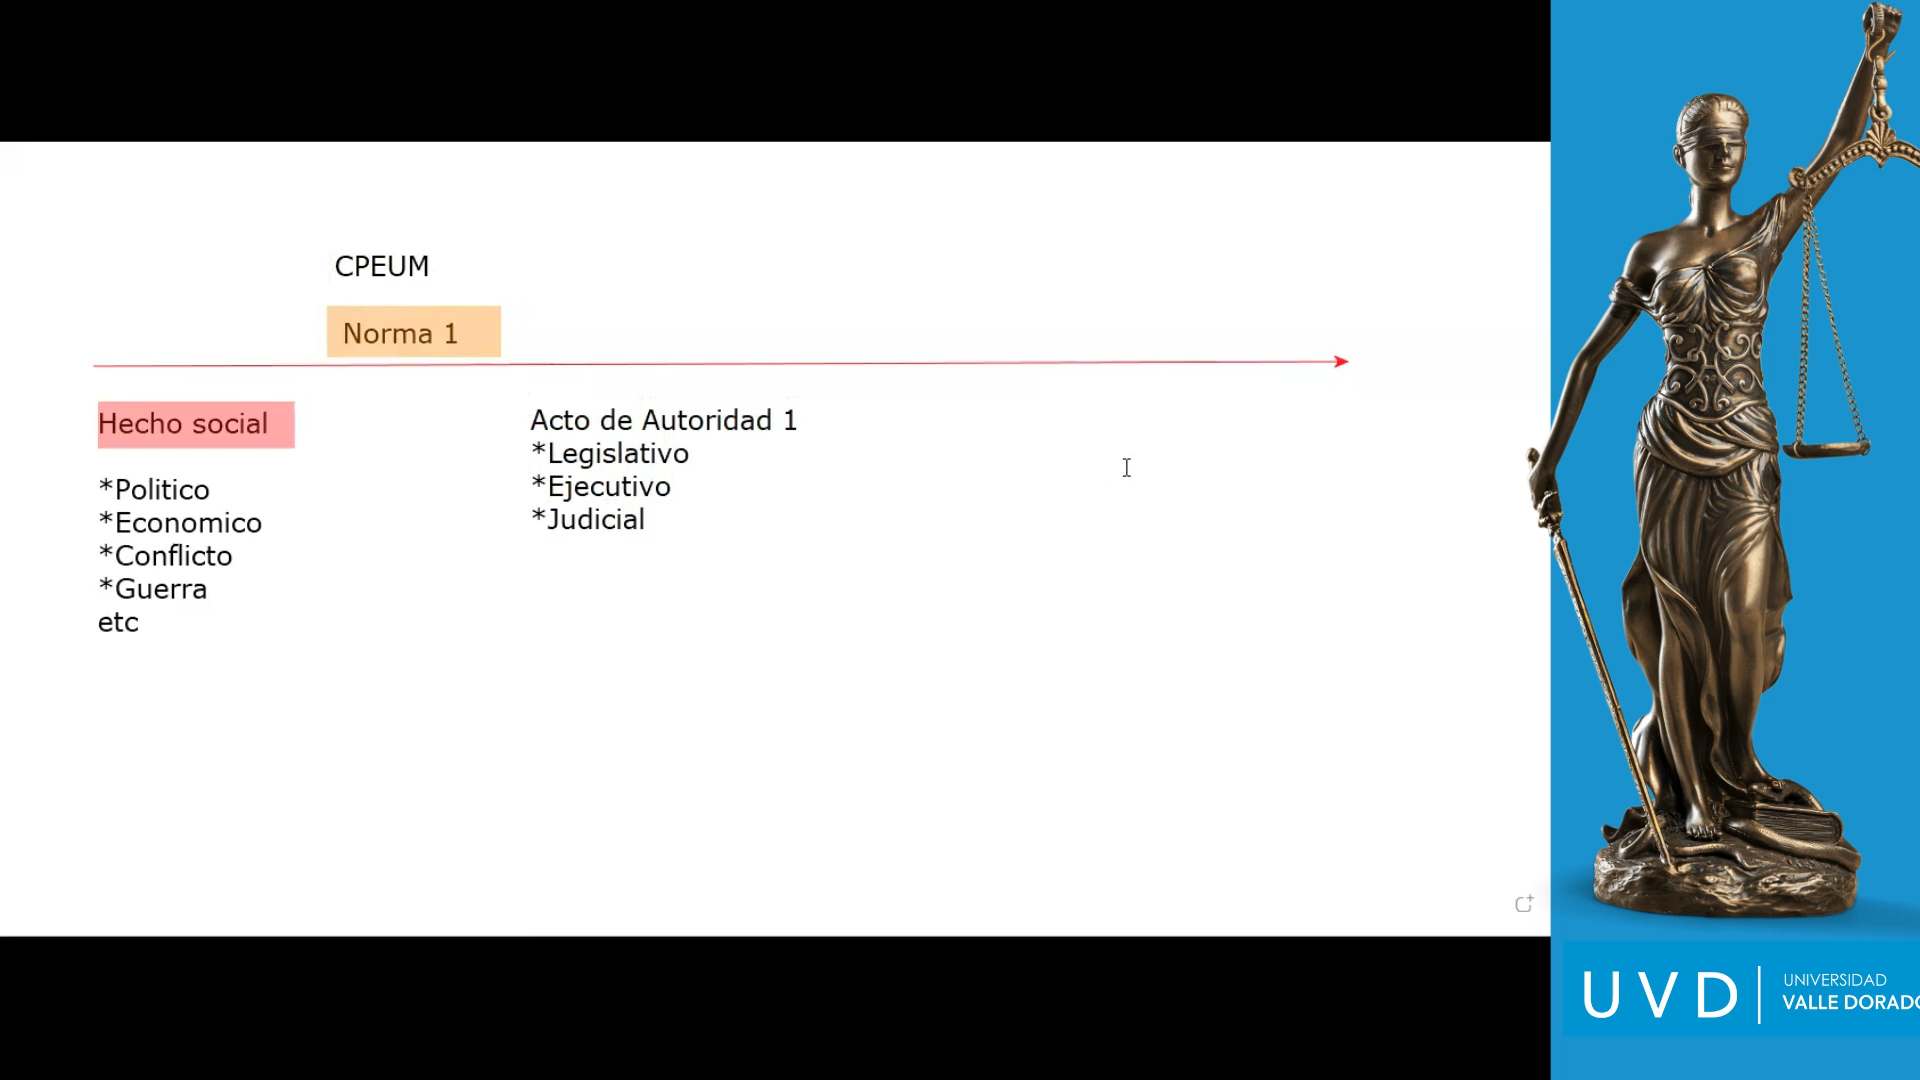 CPEUM
Norma 1
Hecho social
*Politico
*Economico
*Conflicto
*Guerra
etc
Acto de Autoridad 1
*Legislativo
*Ejecutivo
*Judicial
UVD
UNIVERSIDAD
VALLE DORADO